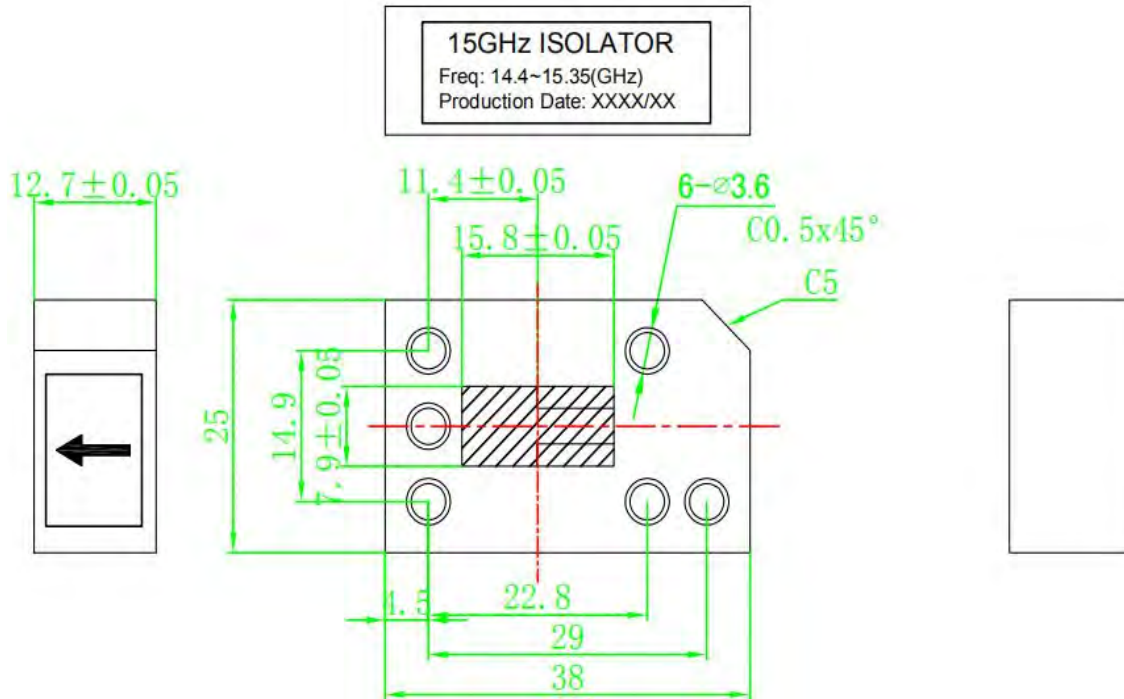 15GHz ISOLATOR
Freq: 14.4~15.35(GHz)
Production Date: XXXX/XX
12.7±0.05
11.4±0.05
6-⌀3.6
15.8±0.05
C0.5x45°
C5
25
14.9
7.9±0.05
4.5
22.8
29
38